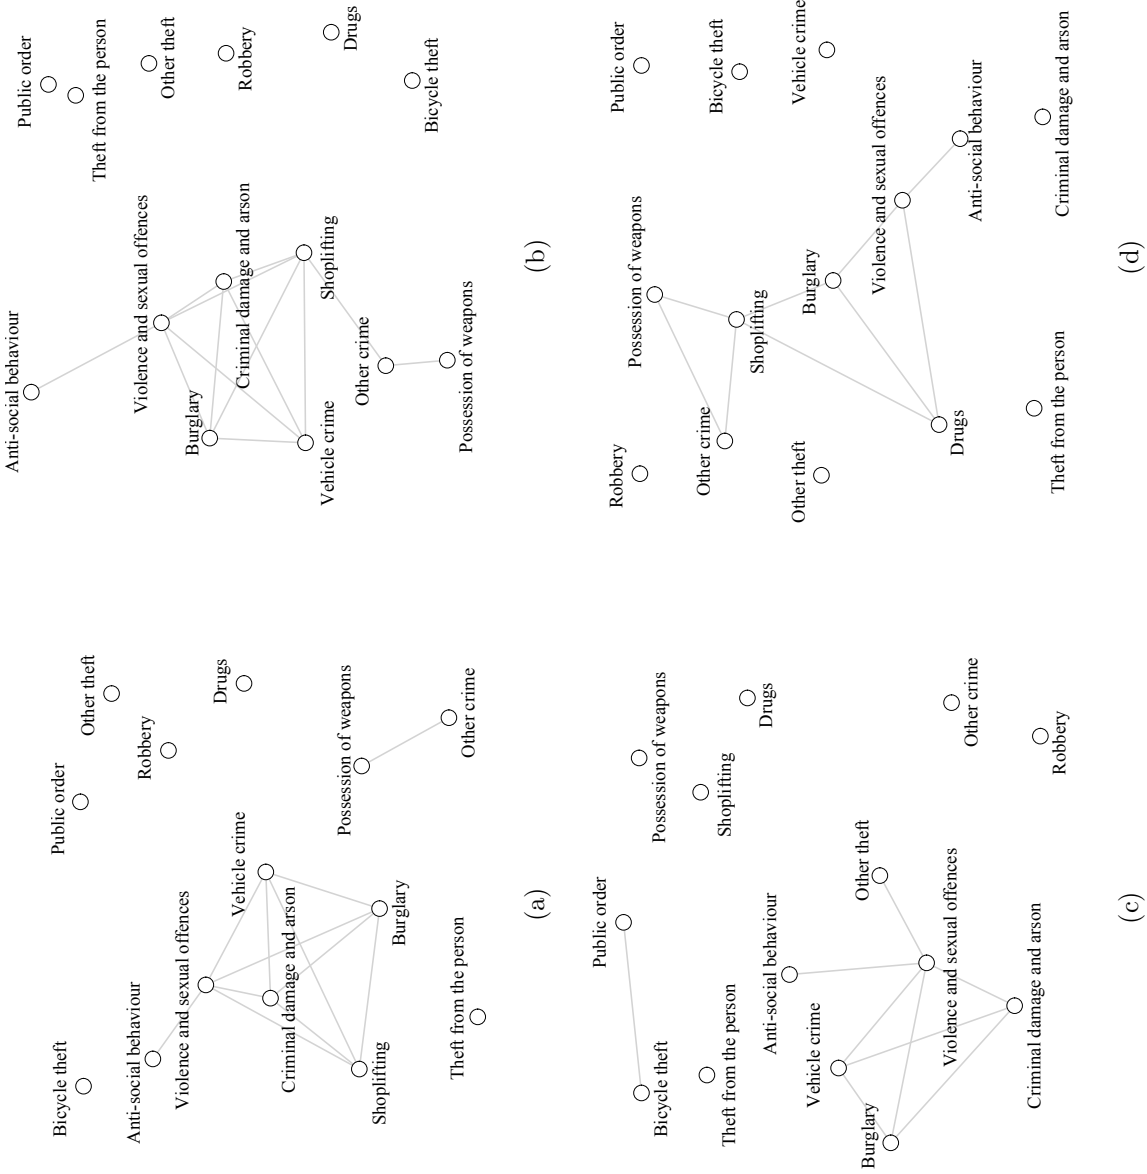 Bicycle theft
Public order
Other theft
Anti-social behaviour
Robbery
Violence and sexual offences
Vehicle crime
Drugs
Criminal damage and arson
Possession of weapons
Shoplifting
Burglary
Theft from the person
Other crime
(a)
Anti-social behaviour
Public order
Theft from the person
Violence and sexual offences
Other theft
Burglary
Criminal damage and arson
Robbery
Vehicle crime
Shoplifting
Drugs
Other crime
Bicycle theft
Possession of weapons
(b)
Public order
Possession of weapons
Bicycle theft
Shoplifting
Theft from the person
Drugs
Anti-social behaviour
Vehicle crime
Other theft
Burglary
Violence and sexual offences
Other crime
Criminal damage and arson
Robbery
(c)
Robbery
Possession of weapons
Public order
Other crime
Shoplifting
Bicycle theft
Other theft
Burglary
Vehicle crime
Violence and sexual offences
Drugs
Anti-social behaviour
Theft from the person
Criminal damage and arson
(d)